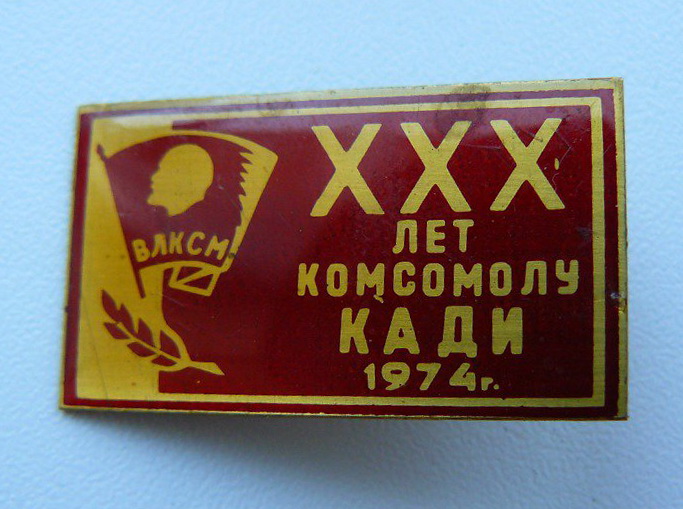 ВЛКСМ
XXX
ЛЕТ
КОМСОМОЛУ
КАДИ
1974г.